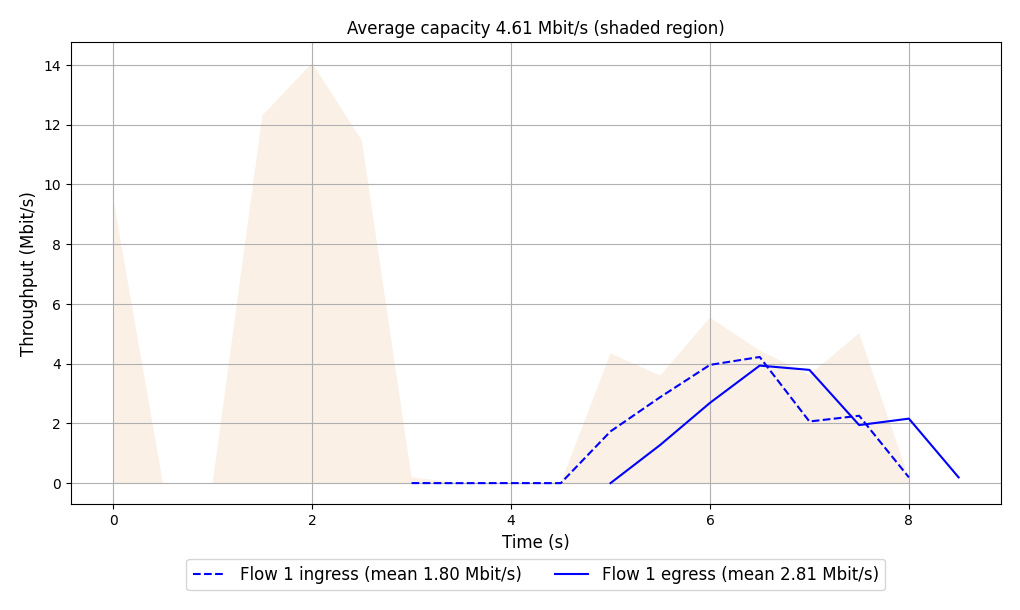 Average capacity 4.61 Mbit/s (shaded region)
Throughput (Mbit/s)
14
12
10
8
6
4
2
0
0 2 4 6 8
Time (s)
Flow 1 ingress (mean 1.80 Mbit/s) Flow 1 egress (mean 2.81 Mbit/s)